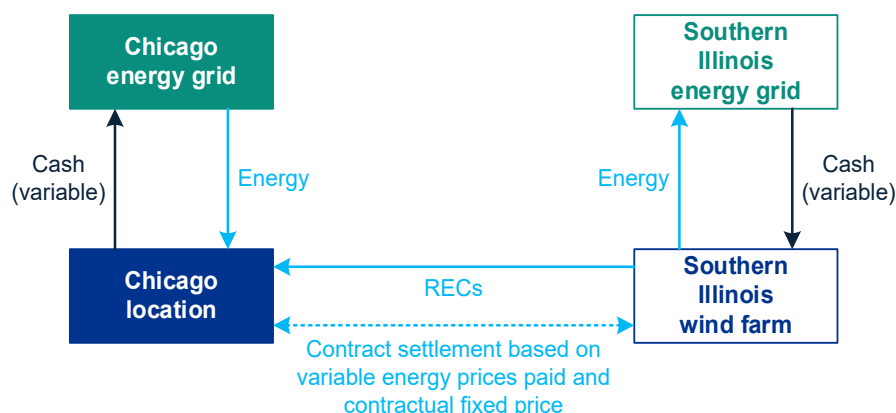 Chicago
energy grid
Southern
Illinois
energy grid
Cash
(variable)
Energy
Energy
Cash
(variable)
Chicago
location
RECs
Southern
Illinois
wind farm
Contract settlement based on
variable energy prices paid and
contractual fixed price